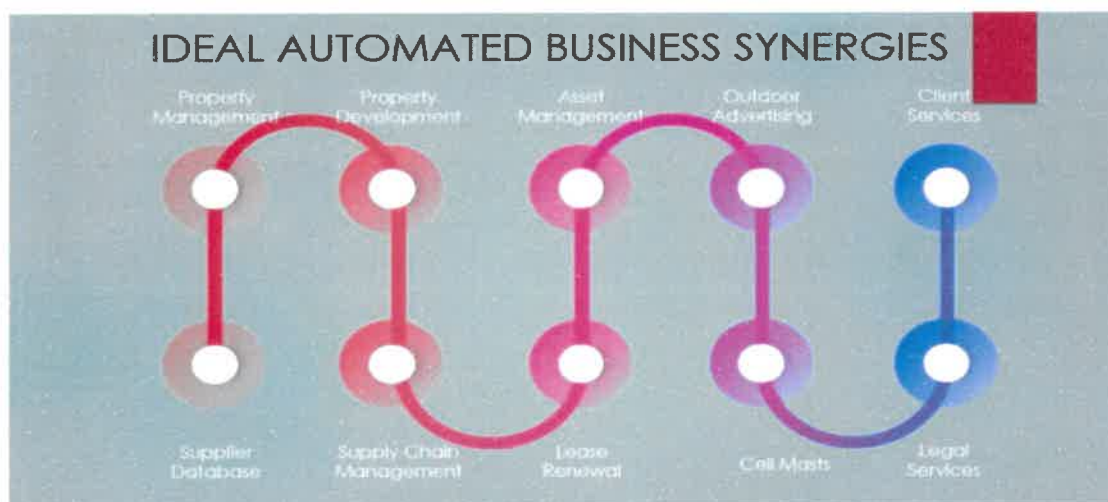 IDEAL AUTOMATED BUSINESS SYNERGIES
Property
Management
Property
Development
Asset
Management
Outdoor
Advertising
Client
Services
Supplier
Database
Supply Chain
Management
Lease
Renewal
Cell Masts
Legal
Services